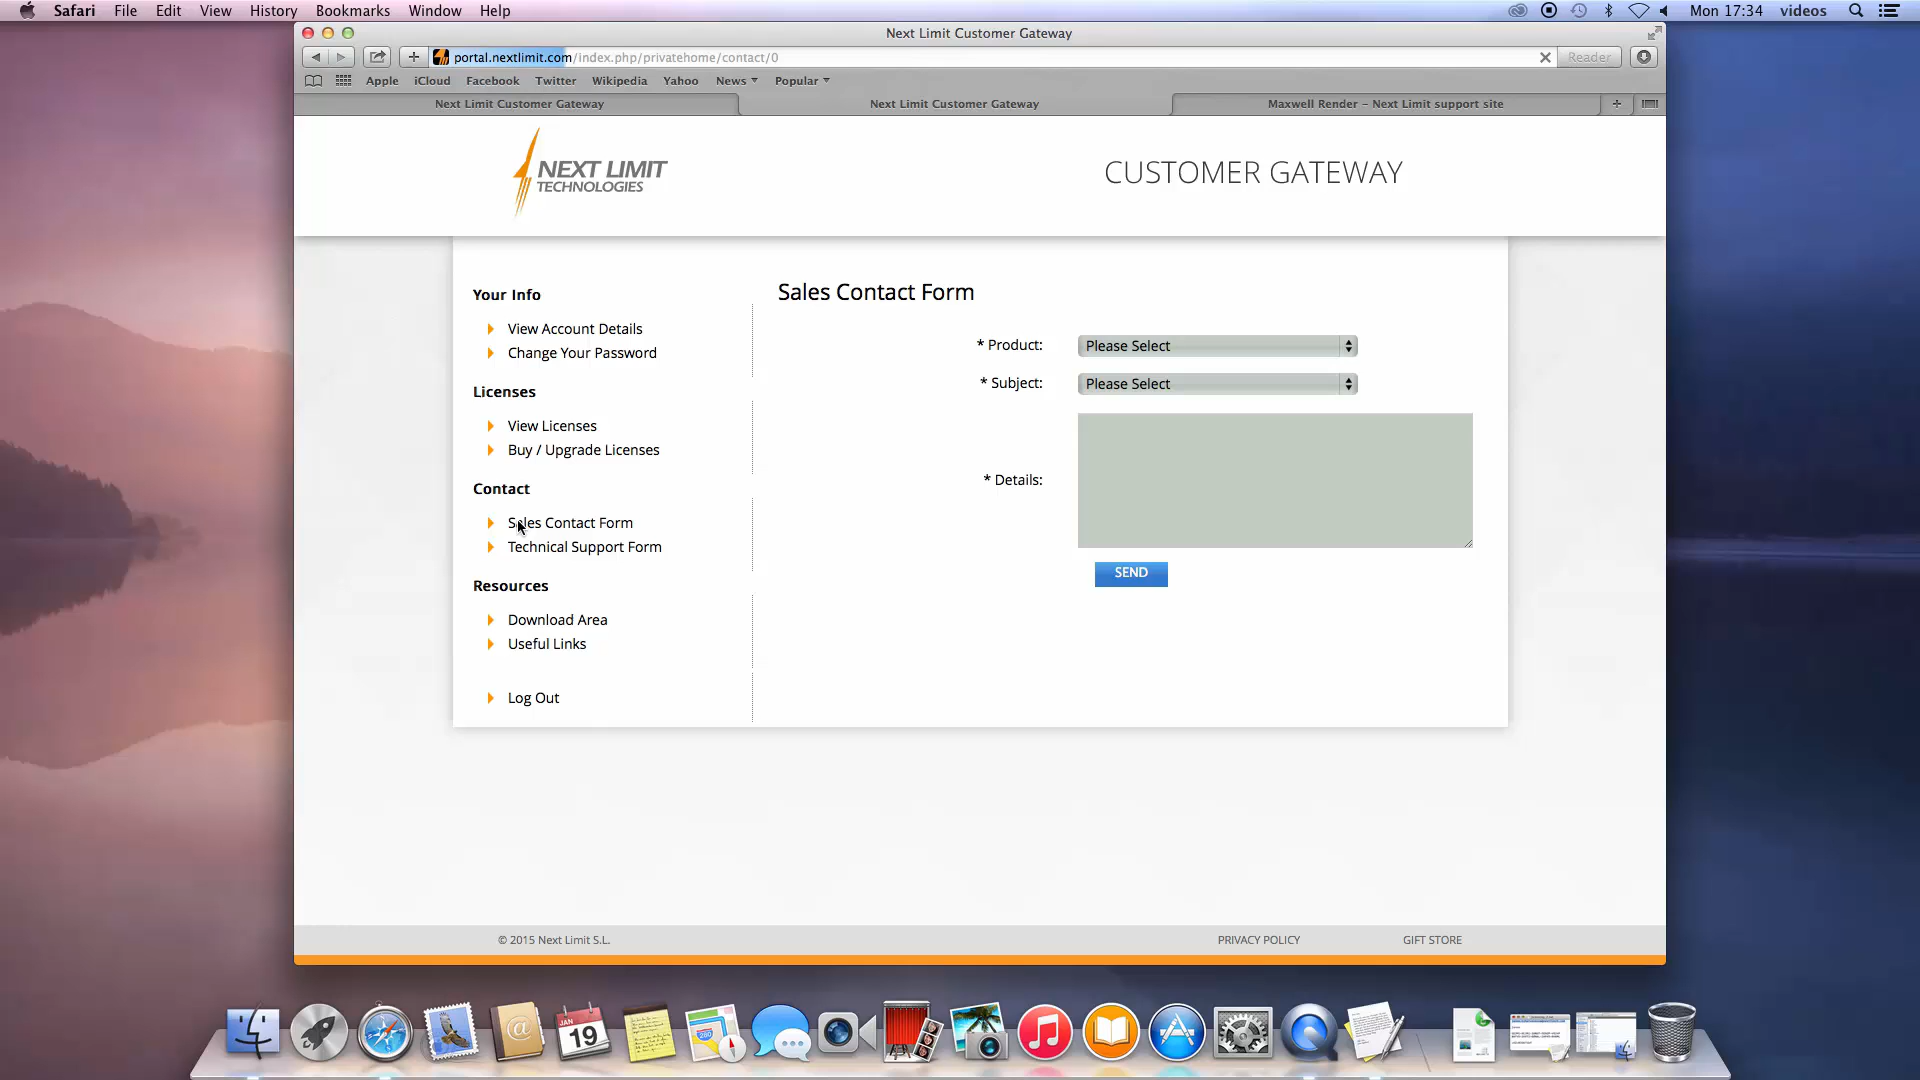 Safari File Edit View History Bookmarks Window Help Mon 17:34 videos
Next Limit Customer Gateway
portal.nextlimit.com/index.php/privatehome/contact/0 Reader
Apple iCloud Facebook Twitter Wikipedia Yahoo News Popular
Next Limit Customer Gateway Next Limit Customer Gateway Maxwell Render – Next Limit support site
NEXT LIMIT
TECHNOLOGIES
CUSTOMER GATEWAY
Your Info
View Account Details
Change Your Password
Licenses
View Licenses
Buy / Upgrade Licenses
Contact
Sales Contact Form
Technical Support Form
Resources
Download Area
Useful Links
Log Out
Sales Contact Form
* Product: Please Select
* Subject: Please Select
* Details:
SEND
© 2015 Next Limit S.L. PRIVACY POLICY GIFT STORE
JAN
19
280